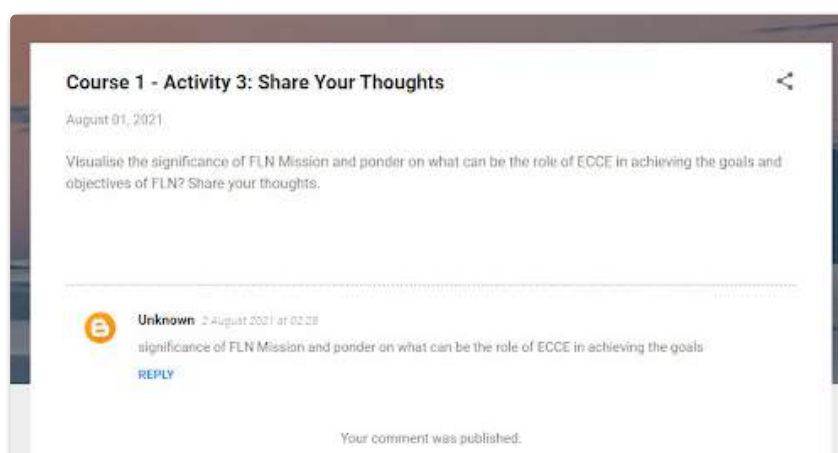 Course 1 - Activity 3: Share Your Thoughts
August 01, 2021
Visualise the significance of FLN Mission and ponder on what can be the role of ECCE in achieving the goals and
objectives of FLN? Share your thoughts.
Unknown 2 August 2021 at 02:28
significance of FLN Mission and ponder on what can be the role of ECCE in achieving the goals
REPLY
Your comment was published.